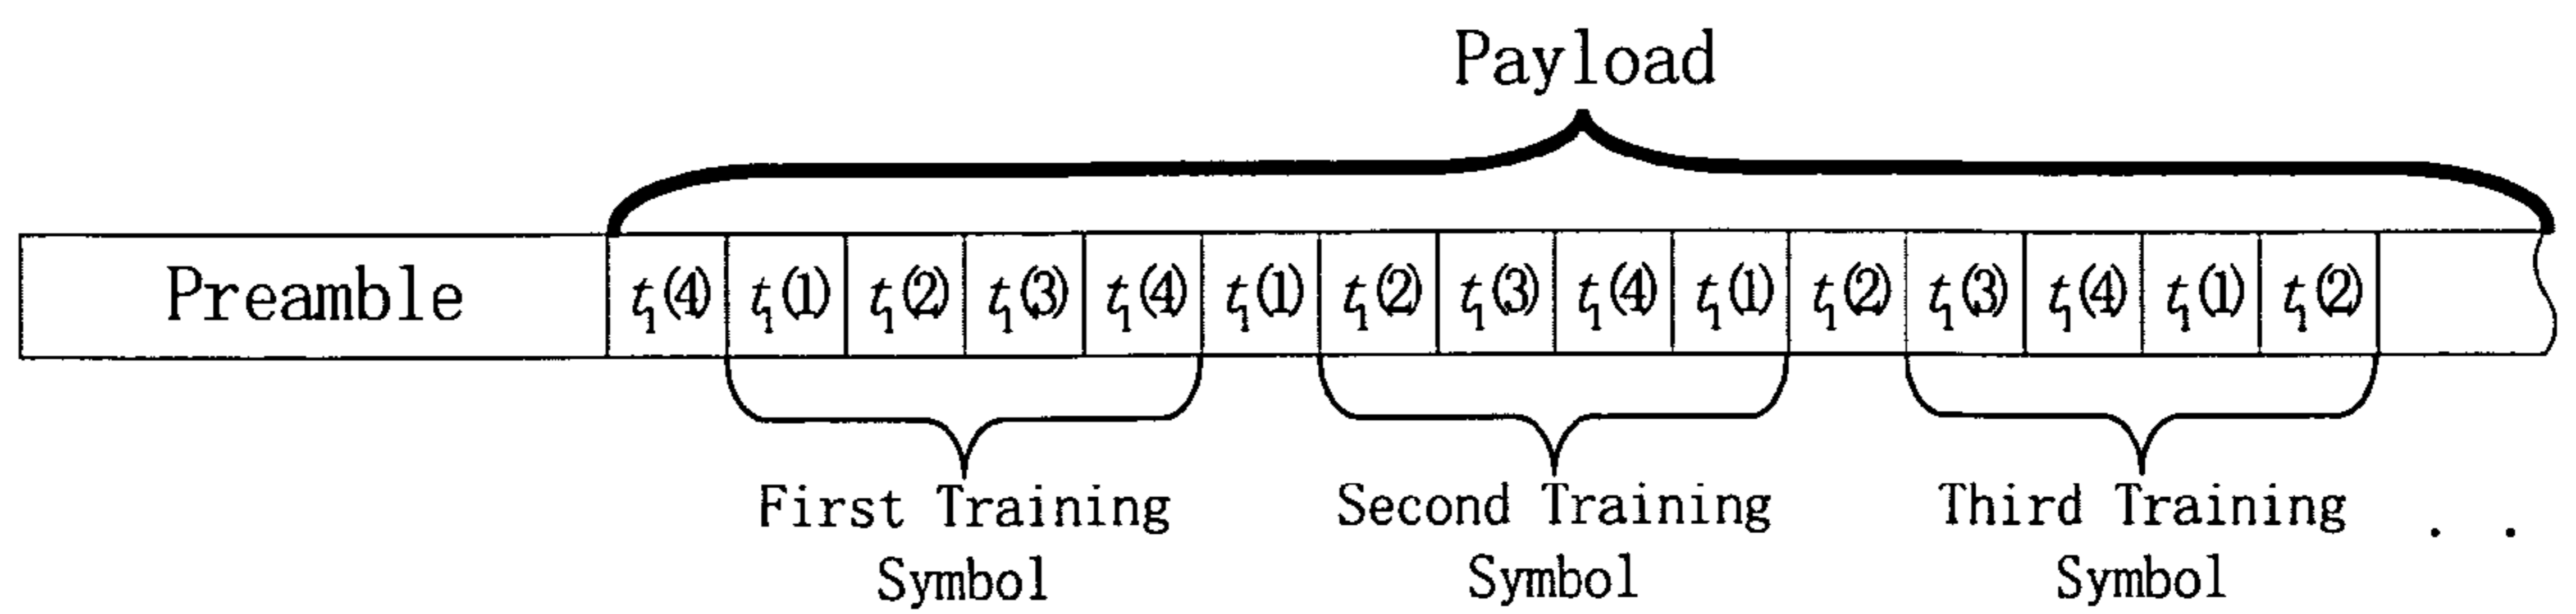 Payload
Preamble t₁(4) t₁(1) t₁(2) t₁(3) t₁(4) t₁(1) t₁(2) t₁(3) t₁(4) t₁(1) t₁(2) t₁(3) t₁(4) t₁(1) t₁(2)
First Training Second Training Third Training . .
Symbol Symbol Symbol